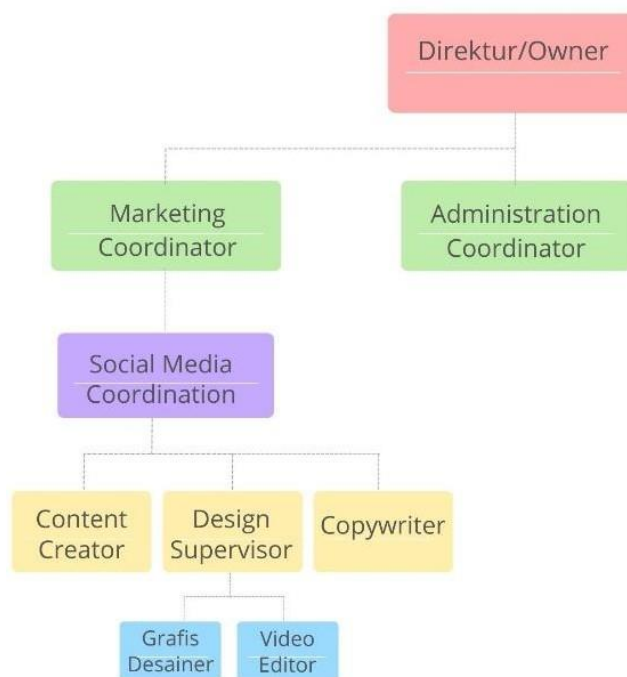 Direktur/Owner
Marketing
Coordinator
Administration
Coordinator
Social Media
Coordination
Content
Creator
Design
Supervisor
Copywriter
Grafis
Desainer
Video
Editor